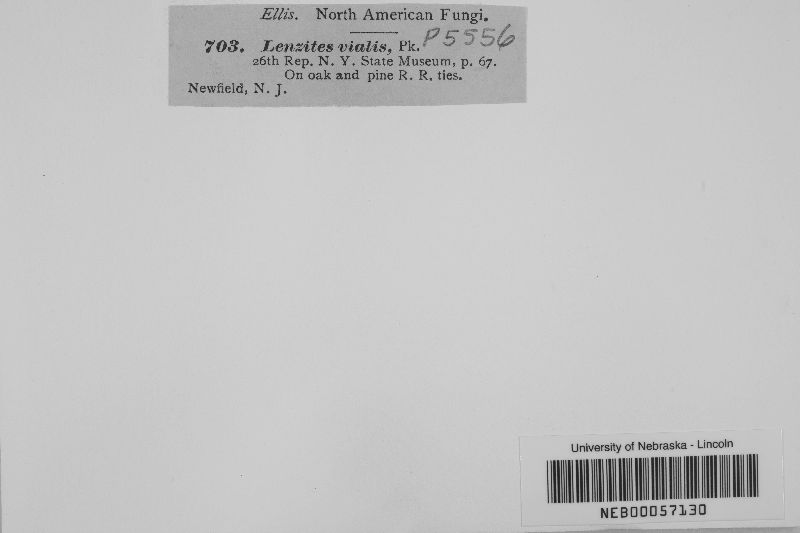 Ellis. North American Fungi.
703. Lenzites vialis, Pk. P5556
26th Rep. N. Y. State Museum, p. 67.
On oak and pine R. R. ties.
Newfield, N. J.
University of Nebraska - Lincoln
NEB00057130